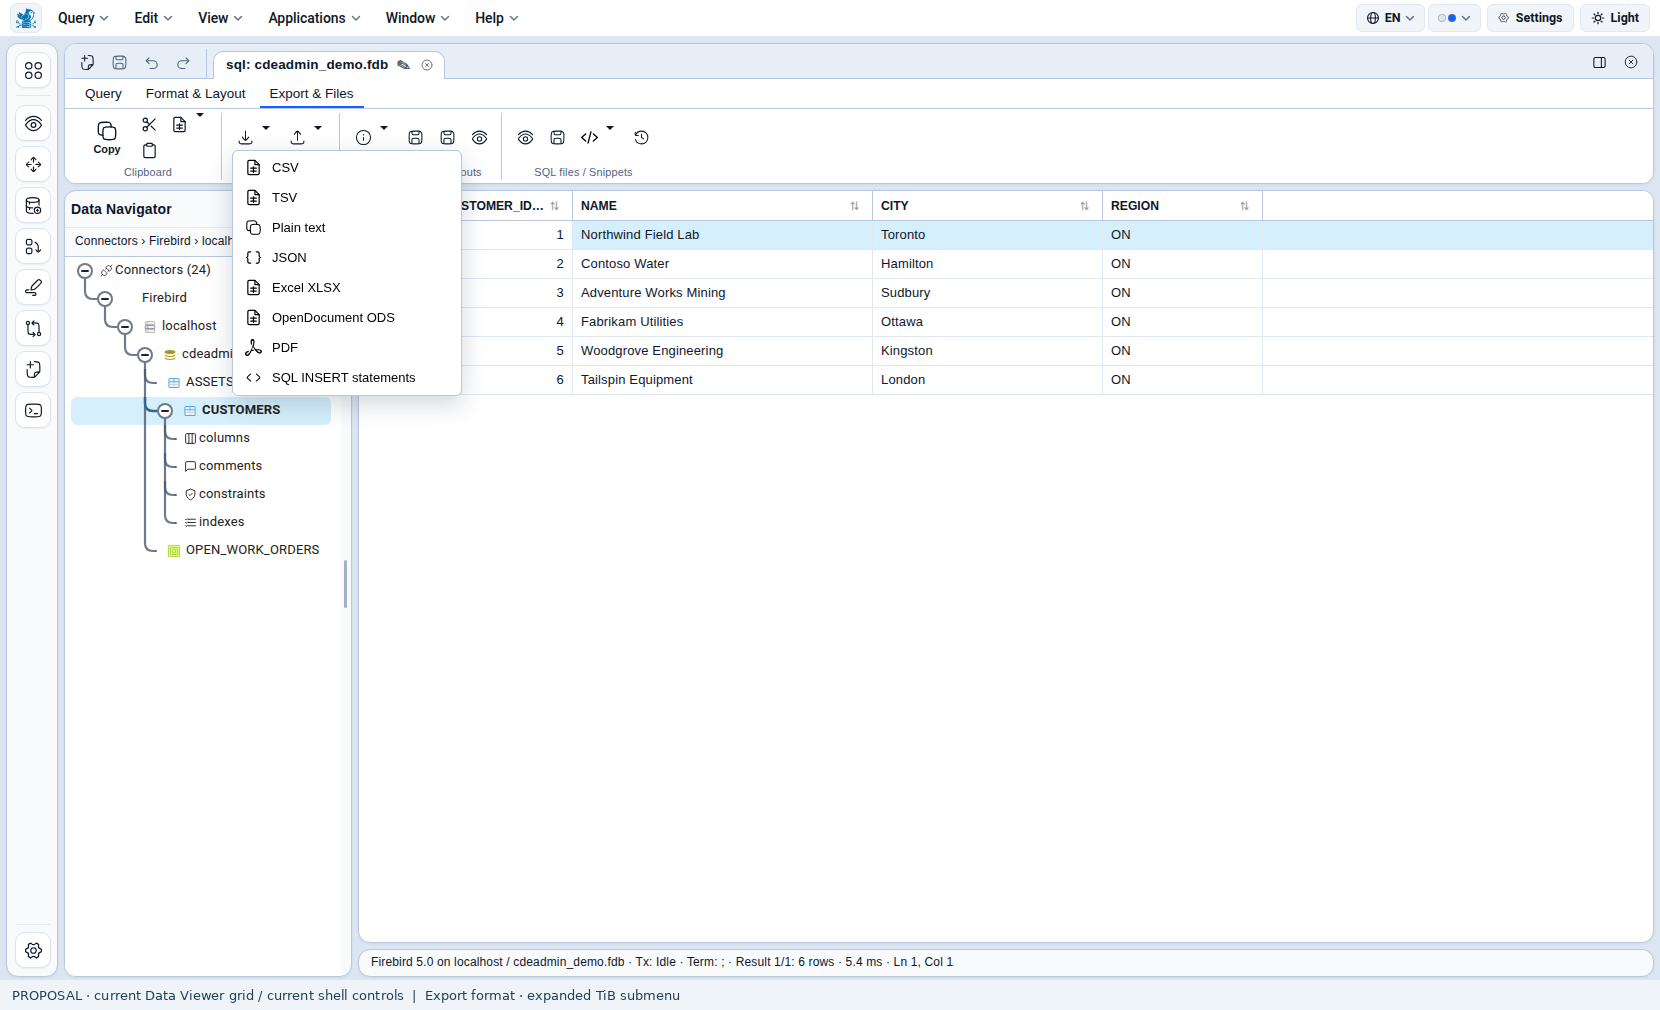 Query Edit View Applications Window Help EN Settings Light
sql: cdeadmin_demo.fdb
Query Format & Layout Export & Files
Copy
Clipboard
SQL files / Snippets
CSV
TSV
Plain text
JSON
Excel XLSX
OpenDocument ODS
PDF
SQL INSERT statements
Data Navigator
Connectors › Firebird ›
Connectors (24)
Firebird
localhost
ASSETS
CUSTOMERS
columns
comments
constraints
indexes
OPEN_WORK_ORDERS
STOMER_ID... NAME CITY REGION
1 Northwind Field Lab Toronto ON
2 Contoso Water Hamilton ON
3 Adventure Works Mining Sudbury ON
4 Fabrikam Utilities Ottawa ON
5 Woodgrove Engineering Kingston ON
6 Tailspin Equipment London ON
Firebird 5.0 on localhost / cdeadmin_demo.fdb · Tx: Idle · Term: ; · Result 1/1: 6 rows · 5.4 ms · Ln 1, Col 1
PROPOSAL · current Data Viewer grid / current shell controls | Export format · expanded TiB submenu